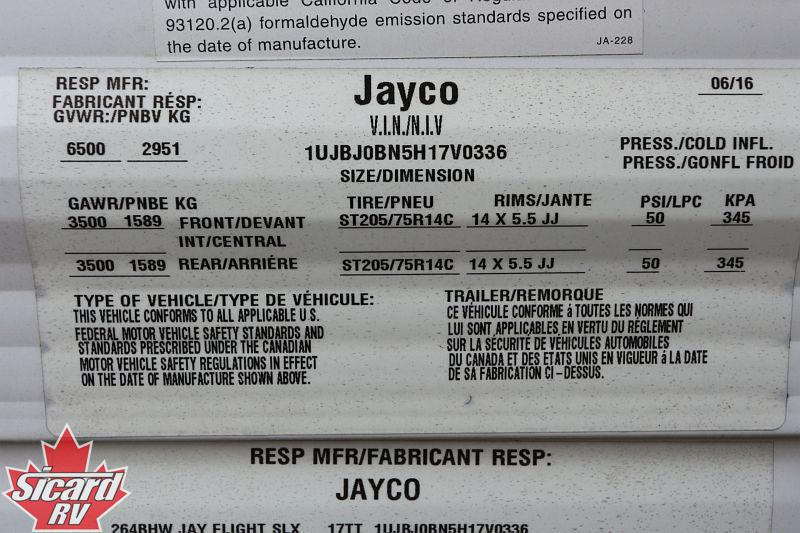 with applicable California Code of
93120.2(a) formaldehyde emission standards specified on
the date of manufacture. JA-228
RESP MFR: Jayco 06/16
FABRICANT RÉSP:
GVWR:/PNBV KG V.I.N./N.I.V
6500 2951 1UJBJ0BN5H17V0336 PRESS./COLD INFL.
SIZE/DIMENSION PRESS./GONFL FROID
GAWR/PNBE KG TIRE/PNEU RIMS/JANTE PSI/LPC KPA
3500 1589 FRONT/DEVANT ST205/75R14C 14 X 5.5 JJ 50 345
INT/CENTRAL
3500 1589 REAR/ARRIÉRE ST205/75R14C 14 X 5.5 JJ 50 345
TYPE OF VEHICLE/TYPE DE VÉHICULE: TRAILER/REMORQUE
THIS VEHICLE CONFORMS TO ALL APPLICABLE U.S.
FEDERAL MOTOR VEHICLE SAFETY STANDARDS AND
STANDARDS PRESCRIBED UNDER THE CANADIAN
MOTOR VEHICLE SAFETY REGULATIONS IN EFFECT
ON THE DATE OF MANUFACTURE SHOWN ABOVE.
CE VÉHICULE CONFORME á TOUTES LES NORMES QUI
LUI SONT APPLICABLES EN VERTU DU RÉGLEMENT
SUR LA SÉCURITÉ DE VÉHICULES AUTOMOBILES
DU CANADA ET DES ETATS UNIS EN VIGUEUR á LA DATE
DE SA FABRICATION CI-DESSUS.
RESP MFR/FABRICANT RESP:
JAYCO
264BHW JAY FLIGHT SLX 17TT 1UJBJ0BN5H17V0336
Sicard
RV